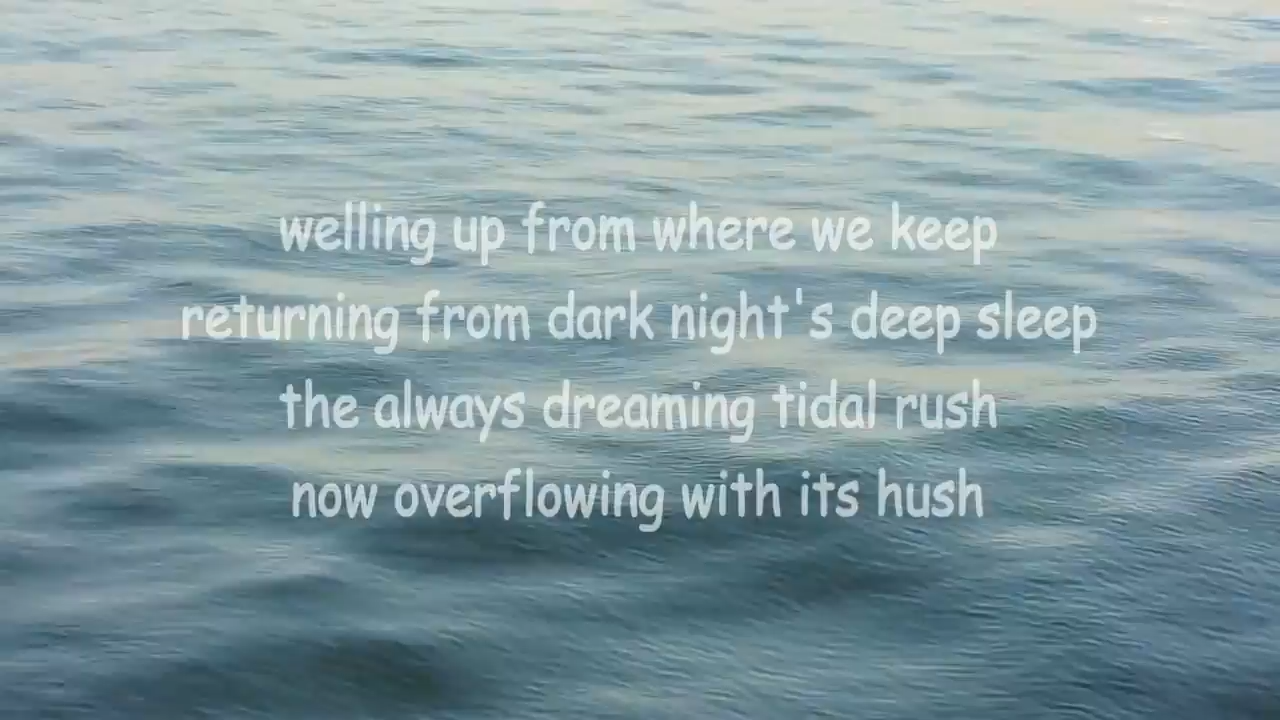 welling up from where we keep
returning from dark night's deep sleep
the always dreaming tidal rush
now overflowing with its hush